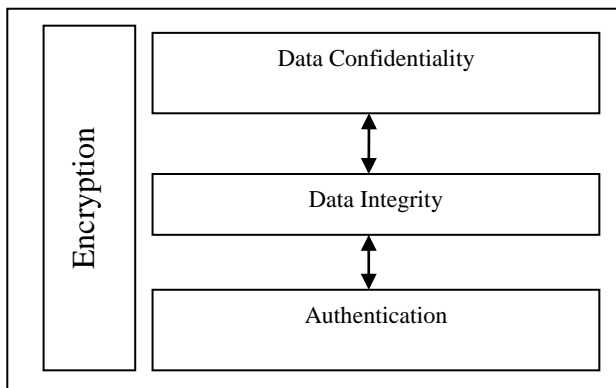 Encryption
Data Confidentiality
Data Integrity
Authentication